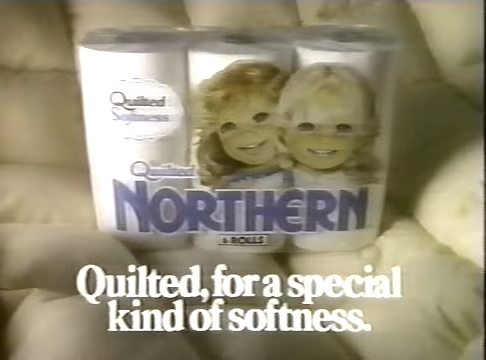 Quilted
Softness
Quilted
NORTHERN
6 ROLLS
Quilted, for a special
kind of softness.